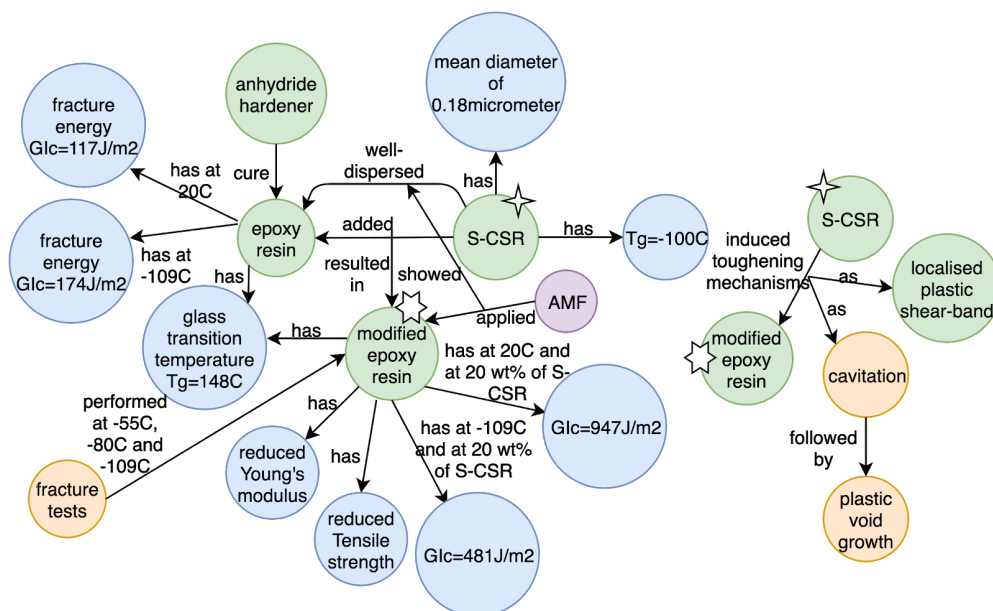 fracture
energy
GIc=117J/m2
anhydride
hardener
mean diameter
of
0.18micrometer
has at
20C
cure
well-
dispersed
has
fracture
energy
GIc=174J/m2
has at
-109C
epoxy
resin
added
S-CSR
has
Tg=-100C
S-CSR
induced
toughening
mechanisms
as
localised
plastic
shear-band
has
resulted
in
showed
applied
AMF
as
glass
transition
temperature
Tg=148C
has
modified
epoxy
resin
modified
epoxy
resin
cavitation
has at 20C and
at 20 wt% of S-
CSR
GIc=947J/m2
performed
at -55C,
-80C and
-109C
has
has
has at -109C
and at 20 wt%
of S-CSR
followed
by
fracture
tests
reduced
Young's
modulus
reduced
Tensile
strength
GIc=481J/m2
plastic
void
growth